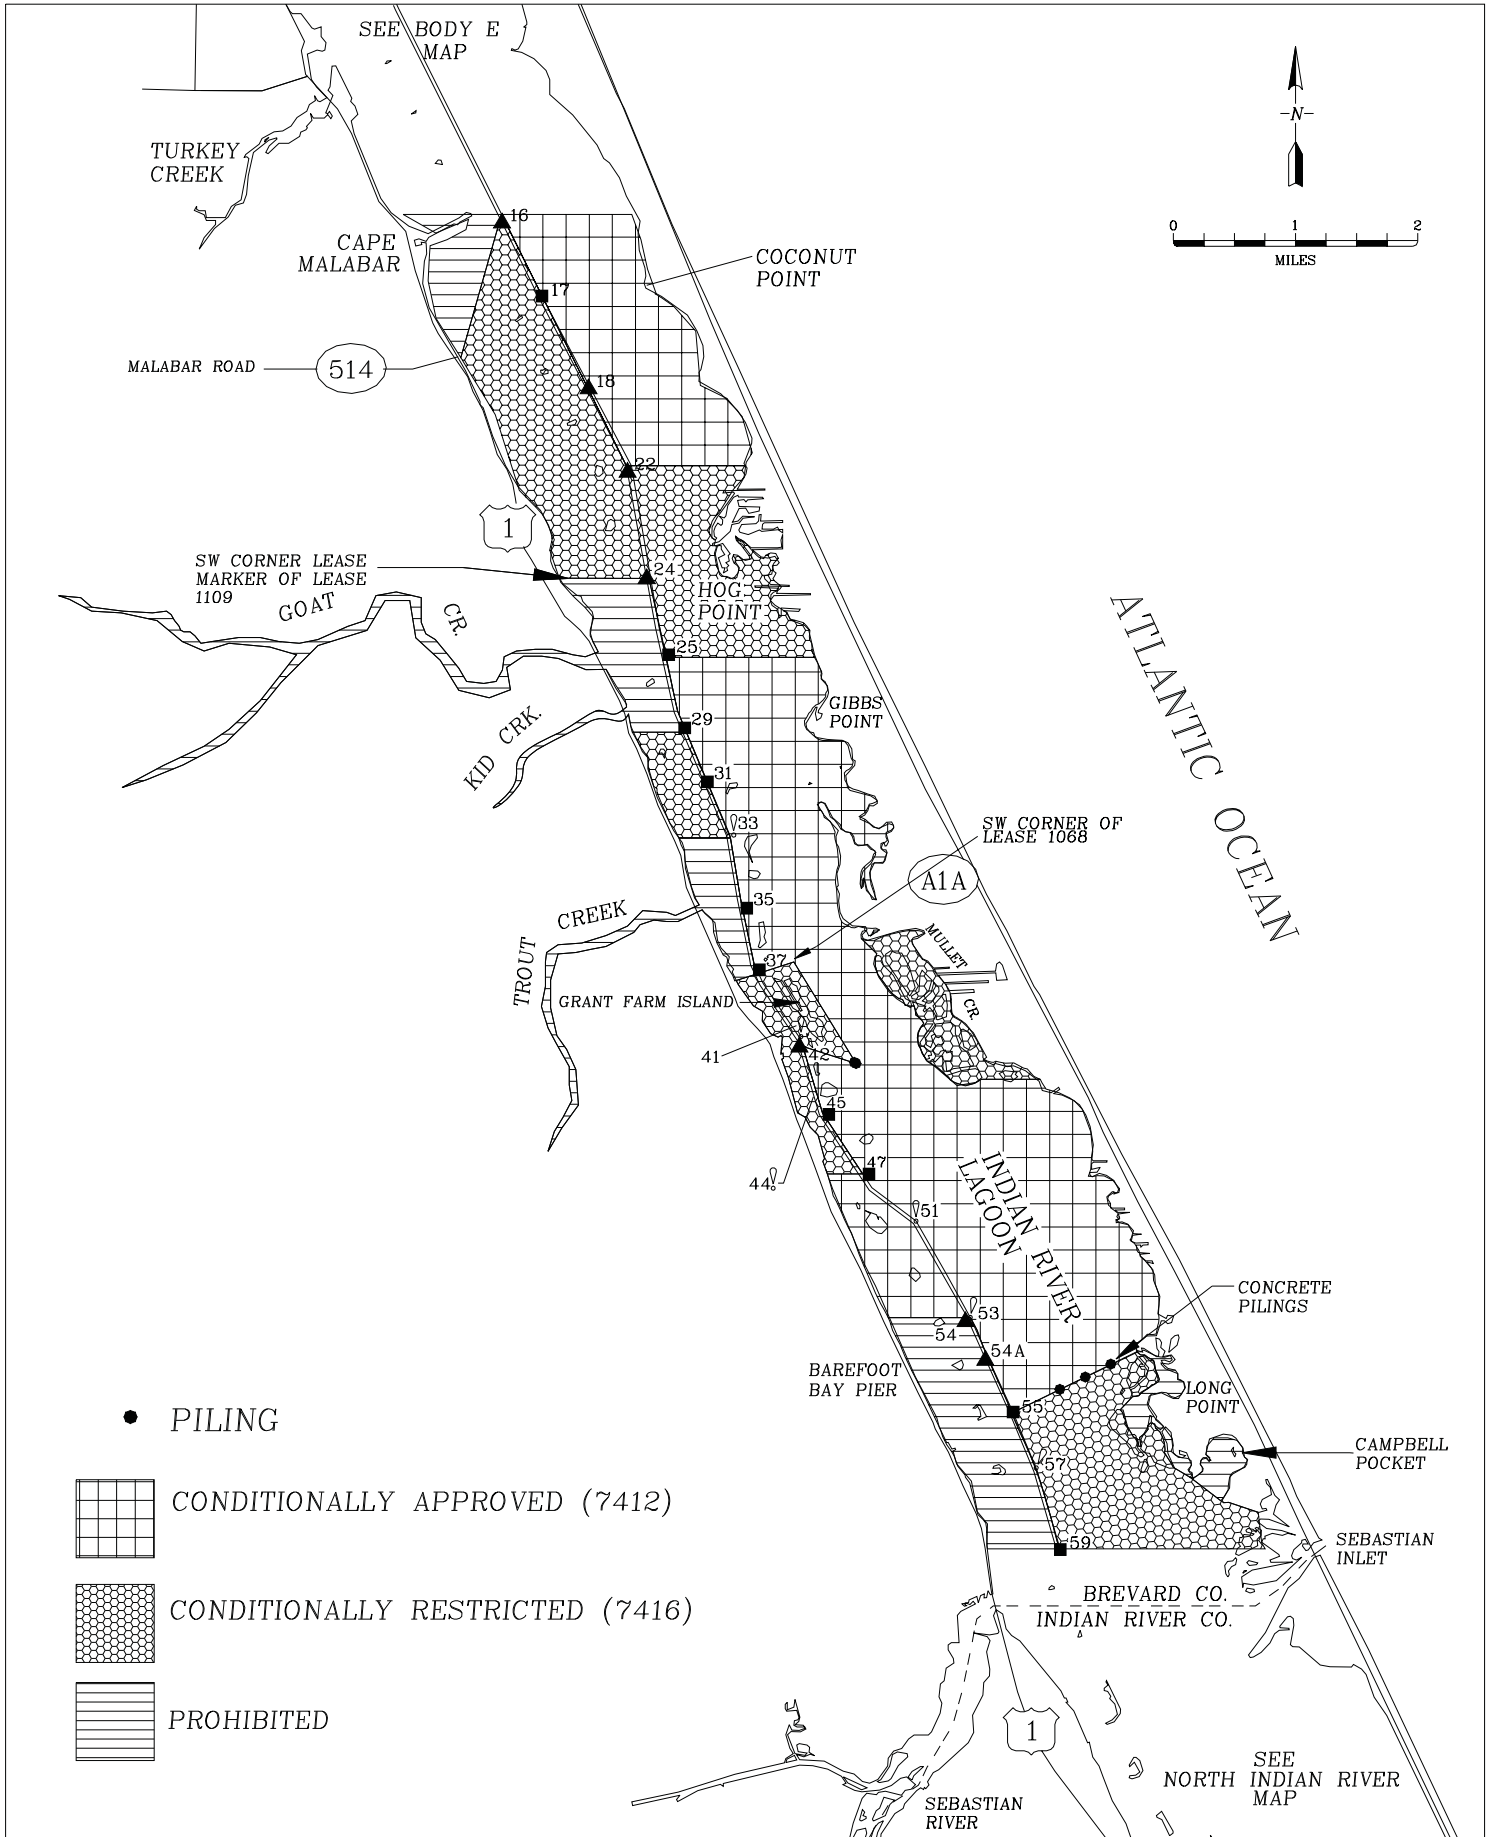 SEE BODY E
MAP
-N-
TURKEY
CREEK
16
0 1 2
MILES
CAPE
MALABAR
COCONUT
POINT
17
MALABAR ROAD
514
18
22
1
SW CORNER LEASE
MARKER OF LEASE
1109
24
HOG
POINT
GOAT
CR.
25
GIBBS
POINT
ATLANTIC OCEAN
29
KID CRK.
31
33
SW CORNER OF
LEASE 1068
A1A
35
TROUT CREEK
MULLET
CR.
37
GRANT FARM ISLAND
41
42
45
44
47
INDIAN RIVER
LAGOON
51
CONCRETE
PILINGS
53
54
54A
BAREFOOT
BAY PIER
LONG
POINT
55
PILING
CAMPBELL
POCKET
57
CONDITIONALLY APPROVED (7412)
59
SEBASTIAN
INLET
CONDITIONALLY RESTRICTED (7416)
BREVARD CO.
INDIAN RIVER CO.
PROHIBITED
1
SEE
NORTH INDIAN RIVER
MAP
SEBASTIAN
RIVER